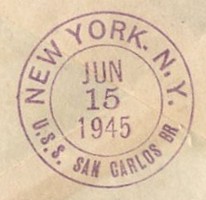 NEW YORK. N.Y.
JUN
15
1945
U.S.S. SAN CARLOS BR.